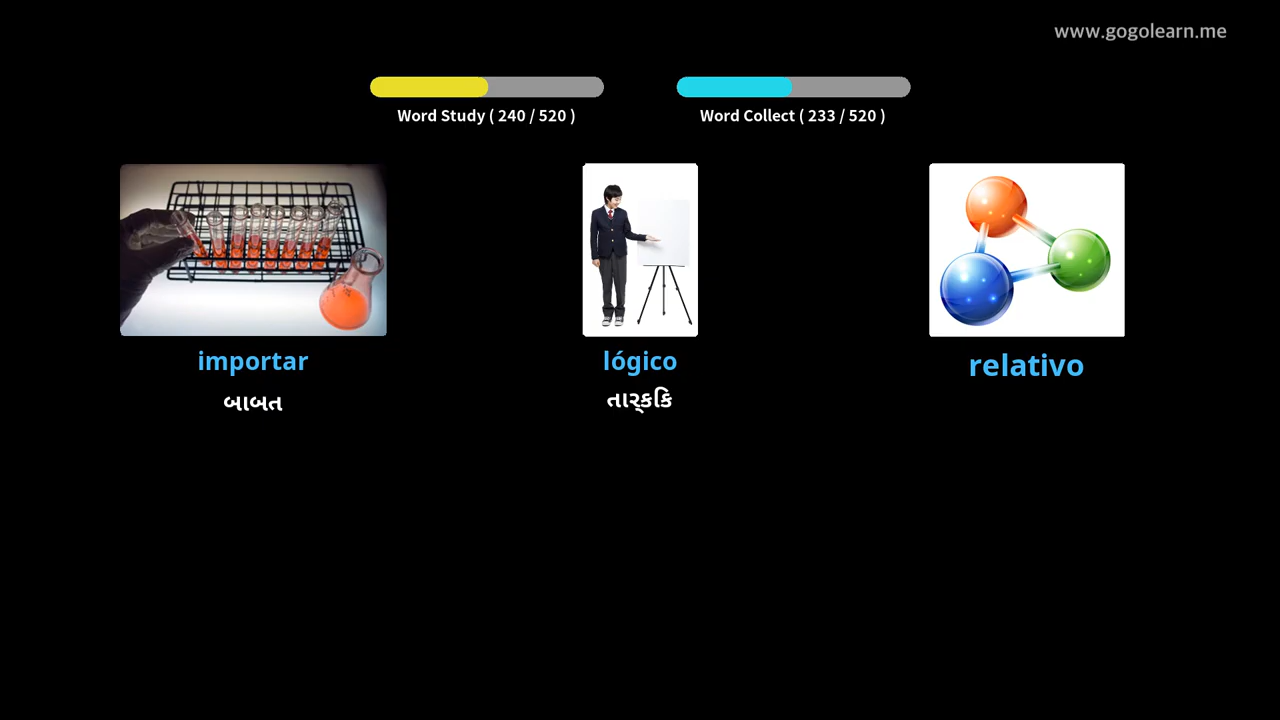 www.gogolearn.me
Word Study ( 240 / 520 )
Word Collect ( 233 / 520 )
importar
lógico
relativo
બાબત
તાર્કિક